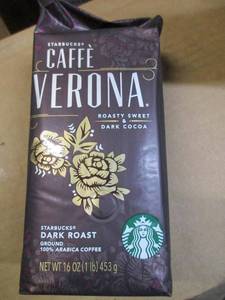 STARBUCKS®
CAFFÈ
VERONA®
ROASTY SWEET
&
DARK COCOA
STARBUCKS®
DARK ROAST
GROUND
100% ARABICA COFFEE
NET WT 16 OZ (1 lb) 453 g